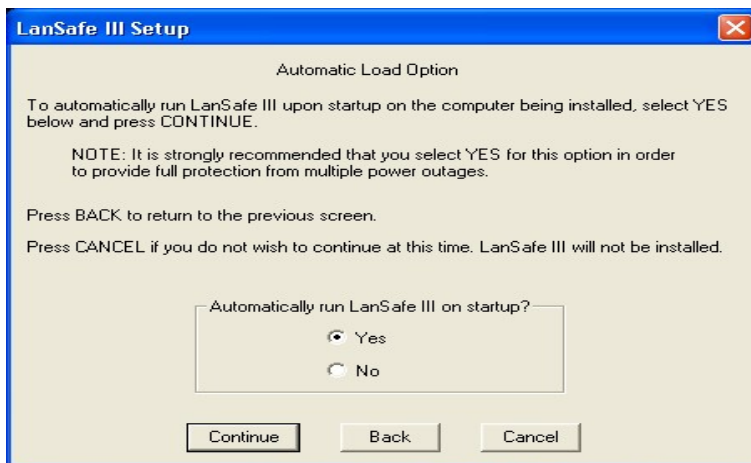 LanSafe III Setup
Automatic Load Option
To automatically run LanSafe III upon startup on the computer being installed, select YES
below and press CONTINUE.
NOTE: It is strongly recommended that you select YES for this option in order
to provide full protection from multiple power outages.
Press BACK to return to the previous screen.
Press CANCEL if you do not wish to continue at this time. LanSafe III will not be installed.
Automatically run LanSafe III on startup?
Yes
No
Continue Back Cancel